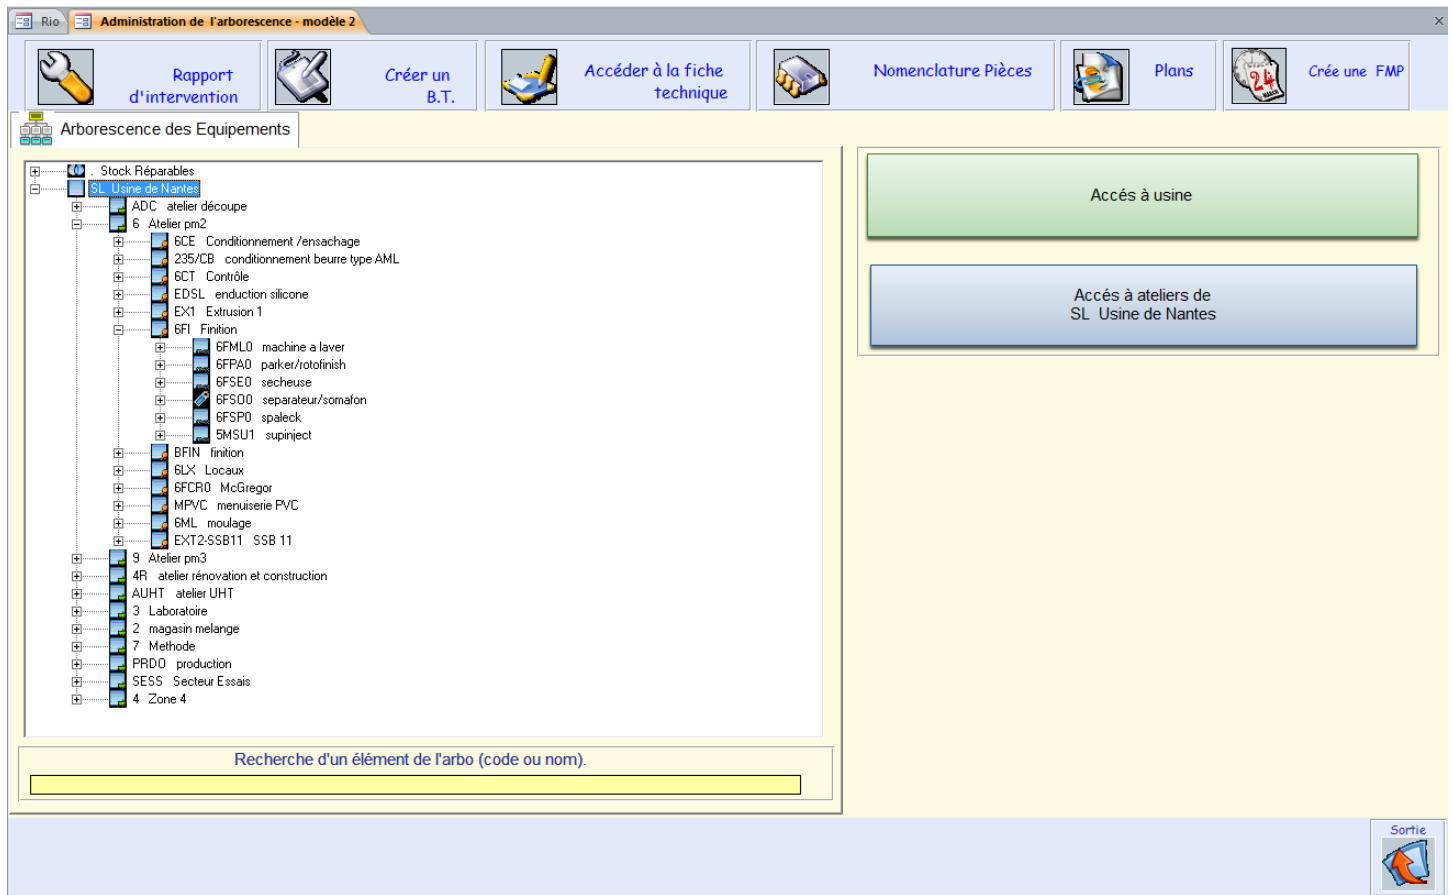 Rio
Administration de l'arborescence - modèle 2
Rapport
d'intervention
Créer un
B.T.
Accéder à la fiche
technique
Nomenclature Pièces
Plans
24
MARCH
Crée une FMP
Arborescence des Equipements
. Stock Réparables
SL Usine de Nantes
ADC atelier découpe
6 Atelier pm2
6CE Conditionnement /ensachage
235/CB conditionnement beurre type AML
6CT Contrôle
EDSL enduction silicone
EX1 Extrusion 1
6FI Finition
6FML0 machine a laver
6FPA0 parker/rotofinish
6FSE0 secheuse
6FSO0 separateur/somafon
6FSP0 spaleck
5MSU1 supinject
BFIN finition
6LX Locaux
6FCR0 McGregor
MPVC menuiserie PVC
6ML moulage
EXT2-SSB11 SSB 11
9 Atelier pm3
4R atelier rénovation et construction
AUHT atelier UHT
3 Laboratoire
2 magasin melange
7 Methode
PRDO production
SESS Secteur Essais
4 Zone 4
Recherche d'un élément de l'arbo (code ou nom).
Accés à usine
Accés à ateliers de
SL Usine de Nantes
Sortie